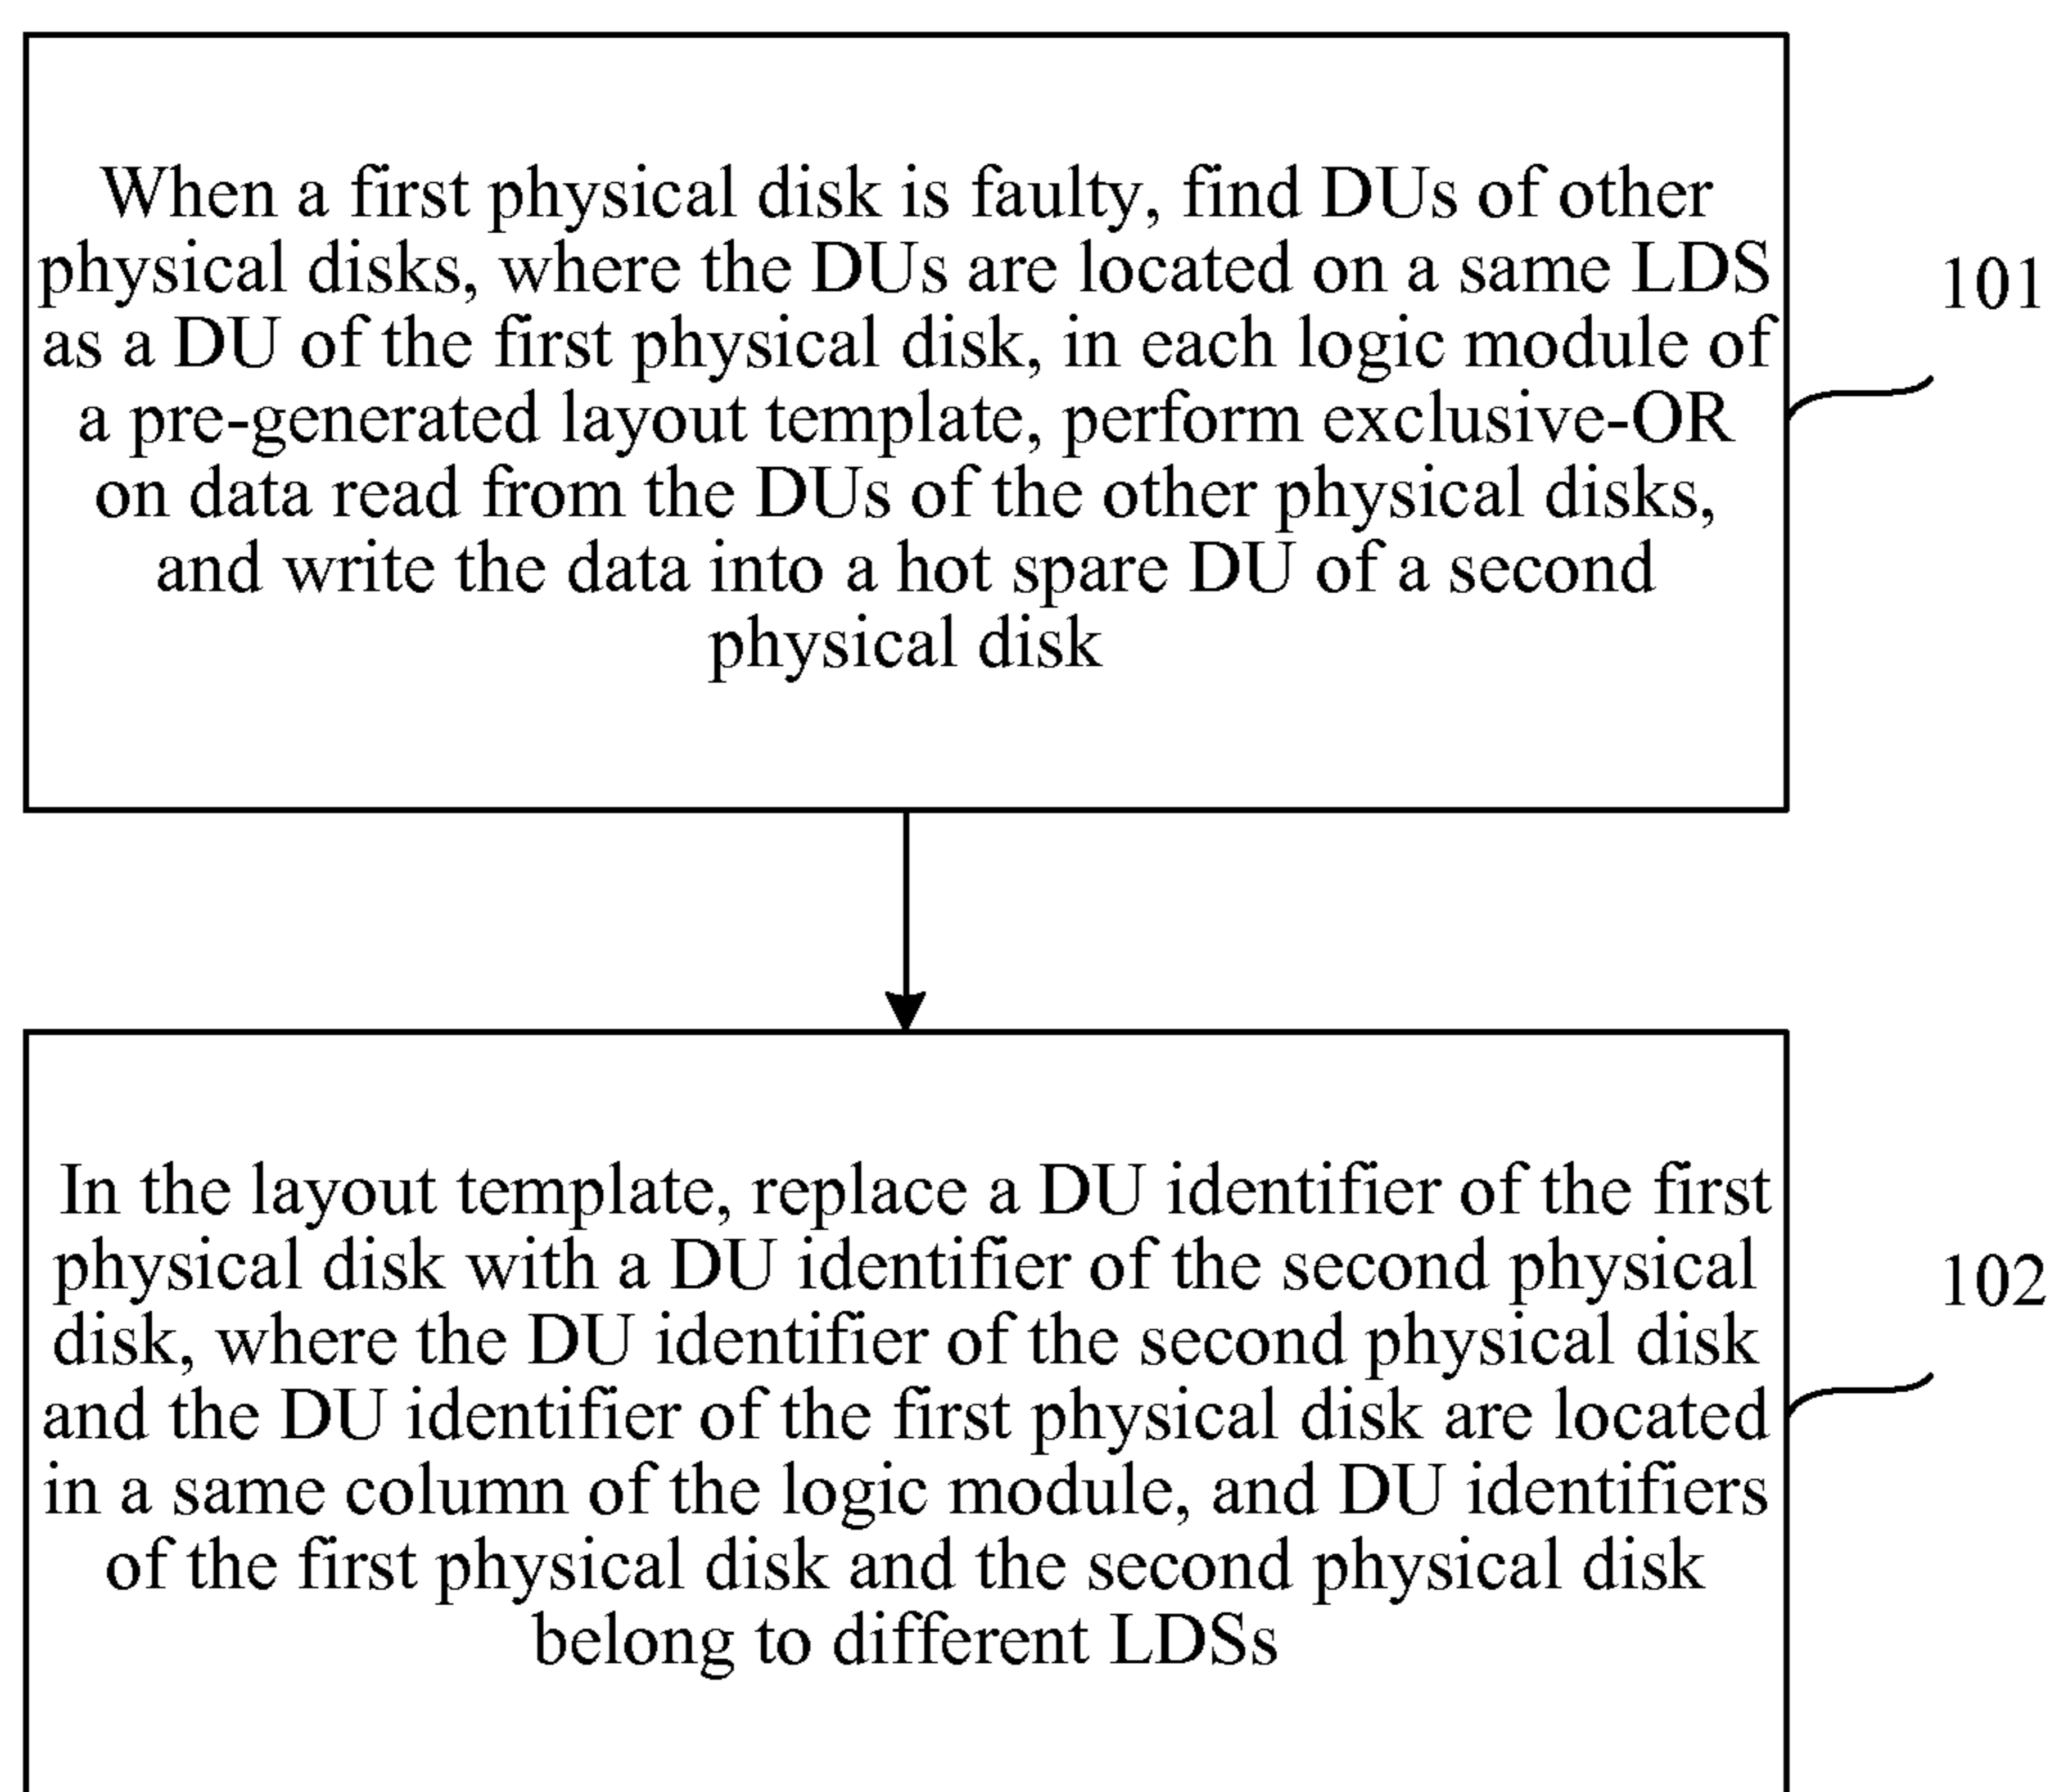 When a first physical disk is faulty, find DUs of other
physical disks, where the DUs are located on a same LDS
as a DU of the first physical disk, in each logic module of
a pre-generated layout template, perform exclusive-OR
on data read from the DUs of the other physical disks,
and write the data into a hot spare DU of a second
physical disk
101
In the layout template, replace a DU identifier of the first
physical disk with a DU identifier of the second physical
disk, where the DU identifier of the second physical disk
and the DU identifier of the first physical disk are located
in a same column of the logic module, and DU identifiers
of the first physical disk and the second physical disk
belong to different LDSs
102